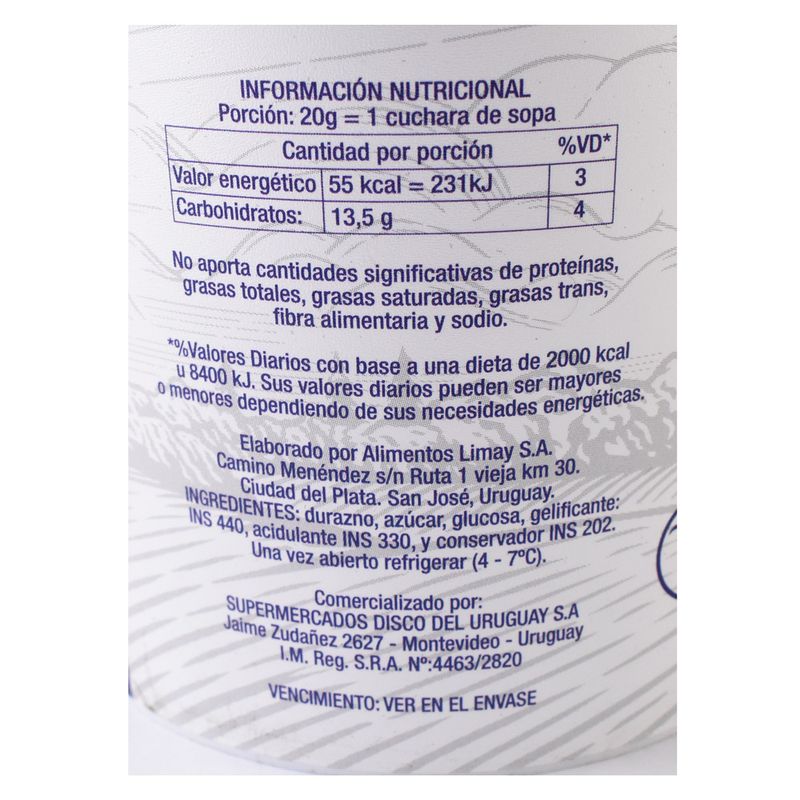 INFORMACIÓN NUTRICIONAL
Porción: 20g = 1 cuchara de sopa
Cantidad por porción %VD*
Valor energético 55 kcal = 231kJ 3
Carbohidratos: 13,5 g 4
No aporta cantidades significativas de proteínas,
grasas totales, grasas saturadas, grasas trans,
fibra alimentaria y sodio.
*%Valores Diarios con base a una dieta de 2000 kcal
u 8400 kJ. Sus valores diarios pueden ser mayores
o menores dependiendo de sus necesidades energéticas.
Elaborado por Alimentos Limay S.A.
Camino Menéndez s/n Ruta 1 vieja km 30.
Ciudad del Plata. San José, Uruguay.
INGREDIENTES: durazno, azúcar, glucosa, gelificante:
INS 440, acidulante INS 330, y conservador INS 202.
Una vez abierto refrigerar (4 - 7ºC).
Comercializado por:
SUPERMERCADOS DISCO DEL URUGUAY S.A
Jaime Zudañez 2627 - Montevideo - Uruguay
I.M. Reg. S.R.A. Nº:4463/2820
VENCIMIENTO: VER EN EL ENVASE